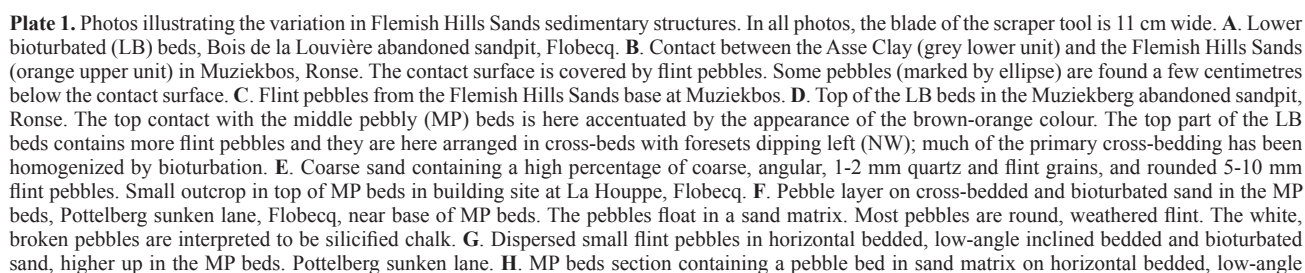 Plate 1. Photos illustrating the variation in Flemish Hills Sands sedimentary structures. In all photos, the blade of the scraper tool is 11 cm wide. A. Lower
bioturbated (LB) beds, Bois de la Louvière abandoned sandpit, Flobecq. B. Contact between the Asse Clay (grey lower unit) and the Flemish Hills Sands
(orange upper unit) in Muziekbos, Ronse. The contact surface is covered by flint pebbles. Some pebbles (marked by ellipse) are found a few centimetres
below the contact surface. C. Flint pebbles from the Flemish Hills Sands base at Muziekbos. D. Top of the LB beds in the Muziekberg abandoned sandpit,
Ronse. The top contact with the middle pebbly (MP) beds is here accentuated by the appearance of the brown-orange colour. The top part of the LB
beds contains more flint pebbles and they are here arranged in cross-beds with foresets dipping left (NW); much of the primary cross-bedding has been
homogenized by bioturbation. E. Coarse sand containing a high percentage of coarse, angular, 1-2 mm quartz and flint grains, and rounded 5-10 mm
flint pebbles. Small outcrop in top of MP beds in building site at La Houppe, Flobecq. F. Pebble layer on cross-bedded and bioturbated sand in the MP
beds, Pottelberg sunken lane, Flobecq, near base of MP beds. The pebbles float in a sand matrix. Most pebbles are round, weathered flint. The white,
broken pebbles are interpreted to be silicified chalk. G. Dispersed small flint pebbles in horizontal bedded, low-angle inclined bedded and bioturbated
sand, higher up in the MP beds. Pottelberg sunken lane. H. MP beds section containing a pebble bed in sand matrix on horizontal bedded, low-angle